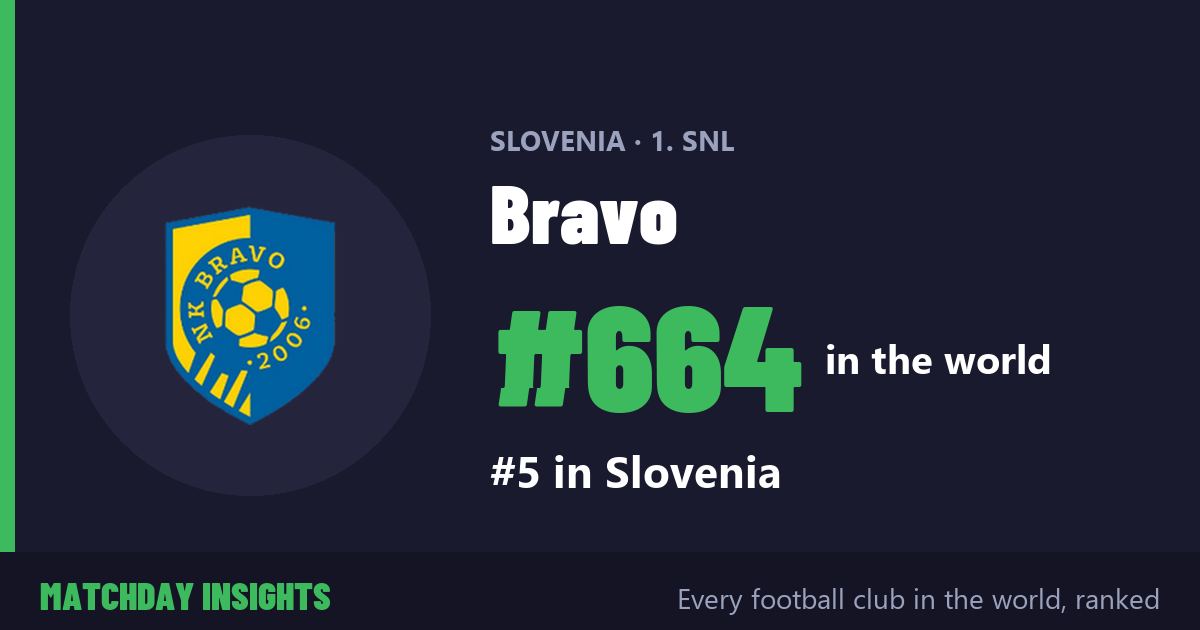 SLOVENIA · 1. SNL
Bravo
NK BRAVO
·2006·
#664 in the world
#5 in Slovenia
MATCHDAY INSIGHTS
Every football club in the world, ranked